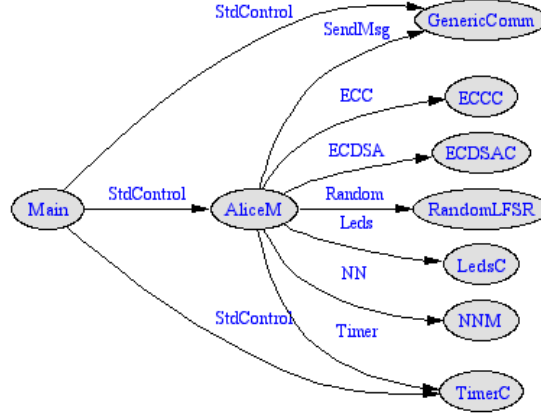 StdControl
GenericComm
SendMsg
ECC
ECCC
ECDSA
ECDSAC
StdControl
Random
Main
AliceM
RandomLFSR
Leds
LedsC
NN
StdControl
NNM
Timer
TimerC